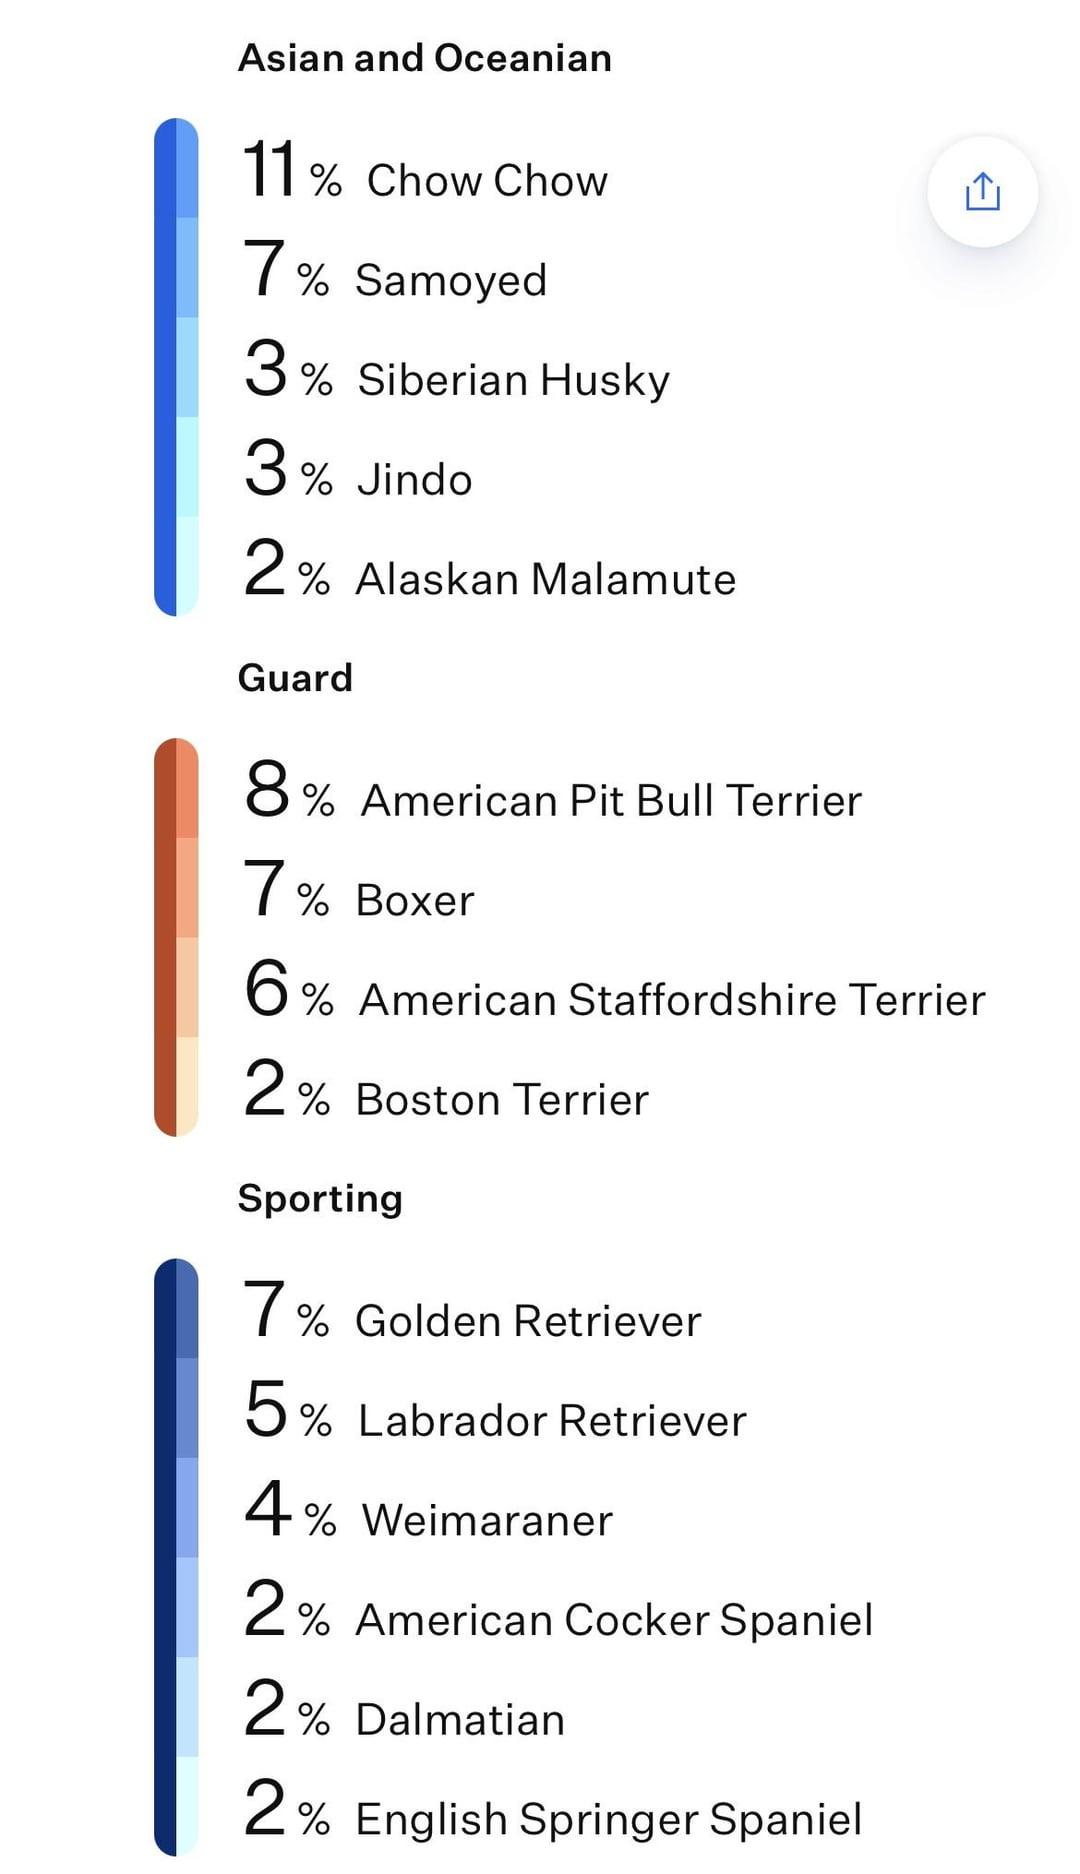 Asian and Oceanian
11 % Chow Chow
7 % Samoyed
3 % Siberian Husky
3 % Jindo
2 % Alaskan Malamute
Guard
8 % American Pit Bull Terrier
7 % Boxer
6 % American Staffordshire Terrier
2 % Boston Terrier
Sporting
7 % Golden Retriever
5 % Labrador Retriever
4 % Weimaraner
2 % American Cocker Spaniel
2 % Dalmatian
2 % English Springer Spaniel